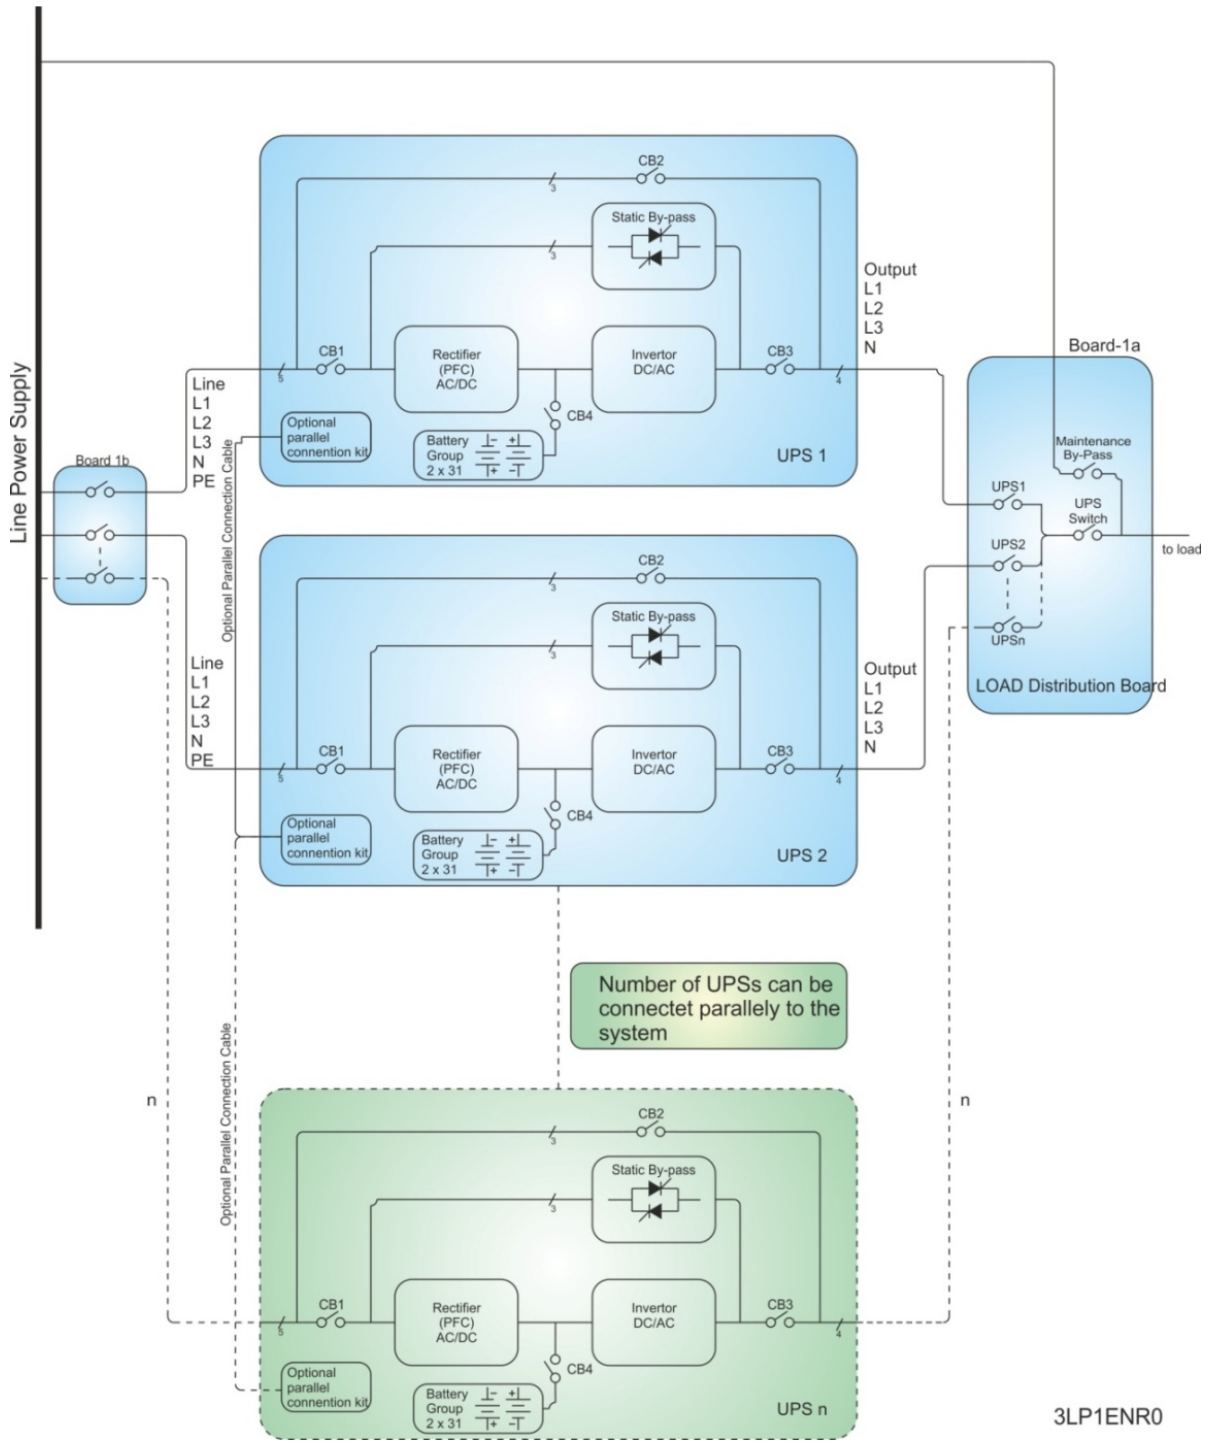 Line Power Supply
CB2
3
Static By-pass
3
Output
L1
L2
L3
N
CB1
5
Rectifier
(PFC)
AC/DC
Invertor
DC/AC
CB3
4
CB4
Line
L1
L2
L3
N
PE
Optional
parallel
connention kit
Battery
Group
2 x 31
UPS 1
Board 1b
Optional Parallel Connection Cable
Board-1a
Maintenance
By-Pass
UPS1
UPS
Switch
UPS2
to load
UPSn
LOAD Distribution Board
CB2
3
Static By-pass
3
Line
L1
L2
L3
N
PE
Output
L1
L2
L3
N
CB1
5
Rectifier
(PFC)
AC/DC
Invertor
DC/AC
CB3
4
CB4
Optional
parallel
connention kit
Battery
Group
2 x 31
UPS 2
Number of UPSs can be
connectet parallely to the
system
n
Optional Parallel Connection Cable
n
CB2
3
Static By-pass
3
CB1
5
Rectifier
(PFC)
AC/DC
Invertor
DC/AC
CB3
4
CB4
Optional
parallel
connention kit
Battery
Group
2 x 31
UPS n
3LP1ENR0